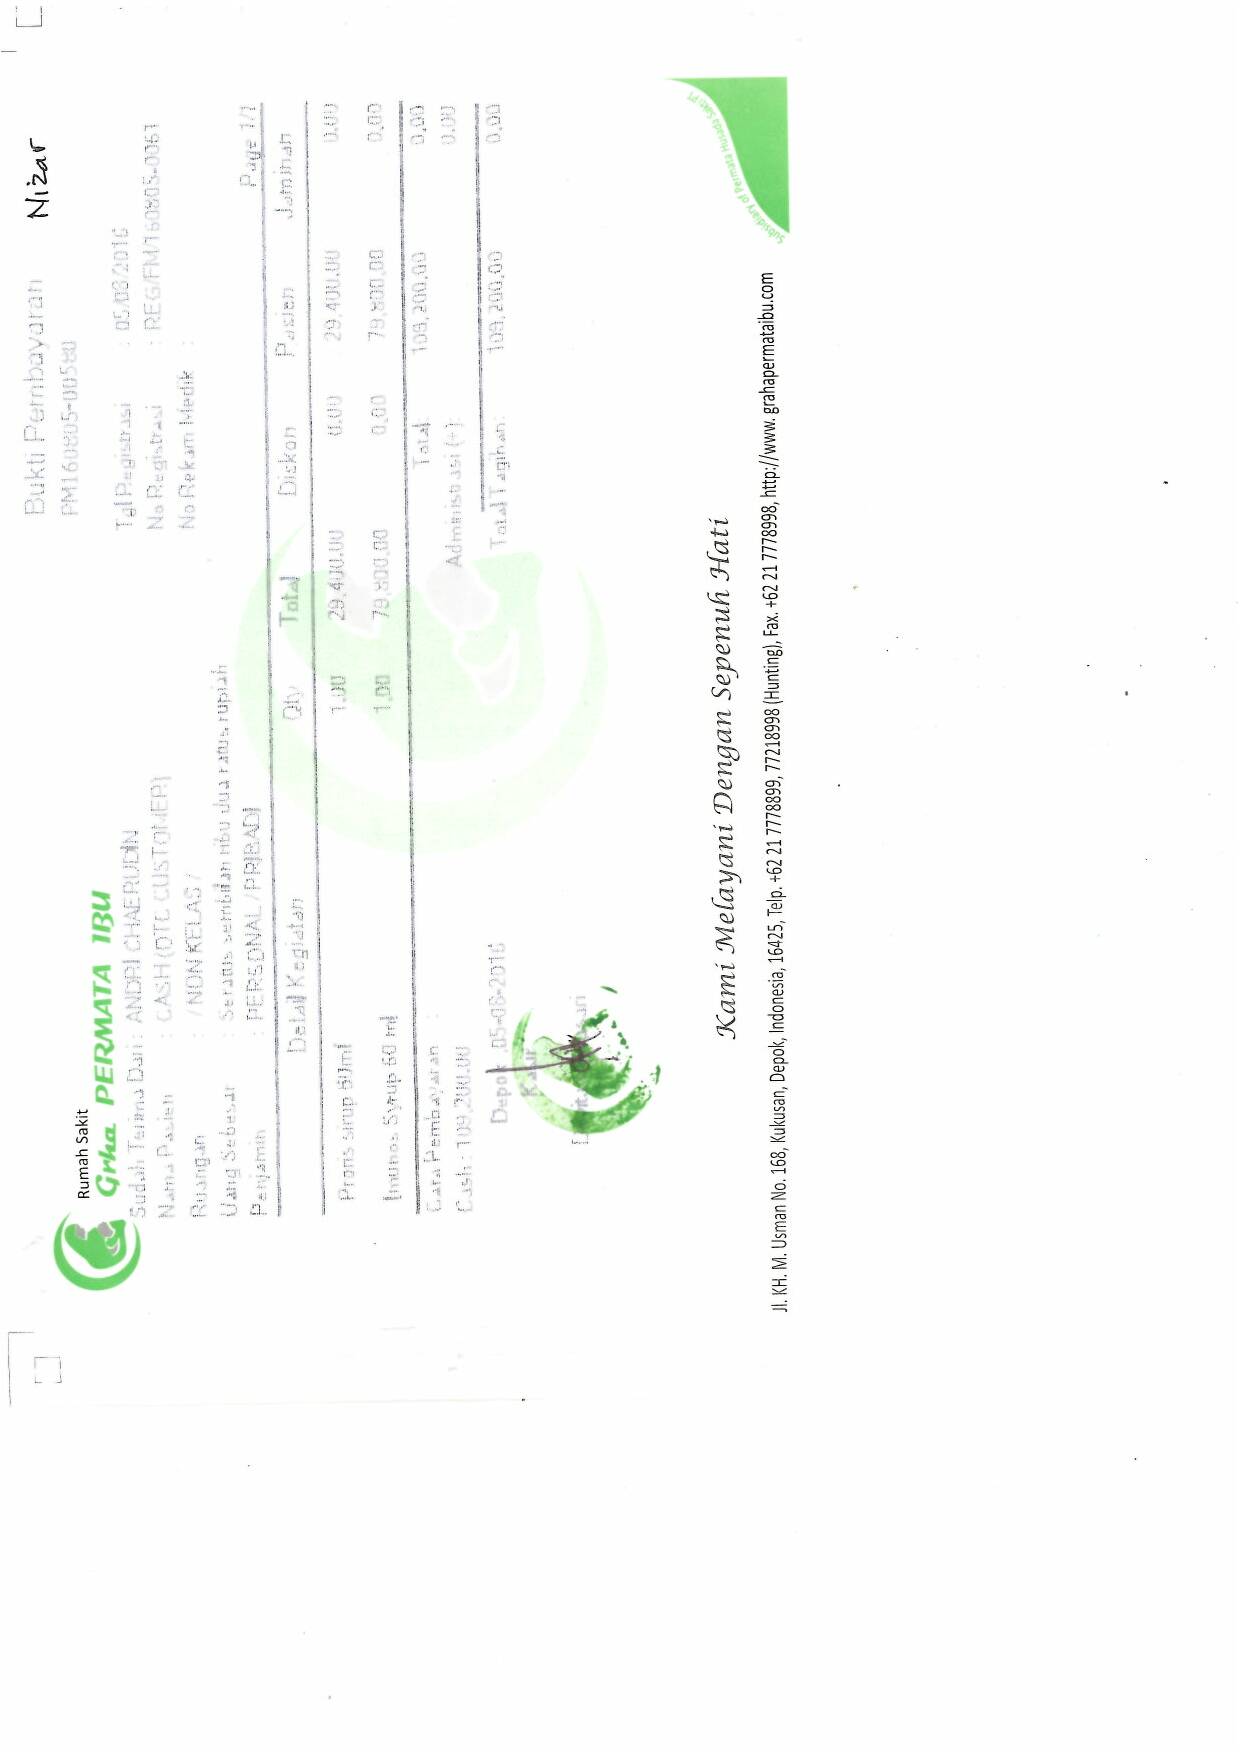 Rumah Sakit
Grha PERMATA IBU
Bukti Pembayaran Nizar
PM160805-00580
Sudah Terima Dari : ANDRI CHAERUDIN
Tgl Registrasi : 05/08/2016
Nama Pasien : CASH (OTC CUSTOMER)
No Registrasi : REG/FM/160805-0061
Ruangan : / NON KELAS /
No Rekam Medik :
Uang Sebesar : Seratus sembilan ribu dua ratus rupiah
Penjamin : PERSONAL / PRIBADI
Page 1/1
Detail Kegiatan Qty Total Diskon Pasien Jaminan
Proris sirup 60ml 1.00 29,400.00 0.00 29,400.00 0.00
Imunos Syrup 60 ml 1.00 79,800.00 0.00 79,800.00 0.00
Cara Pembayaran : Total 109,200.00 0.00
Cash : 109,200.00 Administrasi (+): 0.00
Total Tagihan: 109,200.00 0.00
Depok, 05-08-2016
Kasir
Kami Melayani Dengan Sepenuh Hati
Jl. KH. M. Usman No. 168, Kukusan, Depok, Indonesia, 16425, Telp. +62 21 7778899, 77218998 (Hunting), Fax. +62 21 7778998, http://www. grahapermataibu.com
Subsidiary of Permata Husada Sakti PT